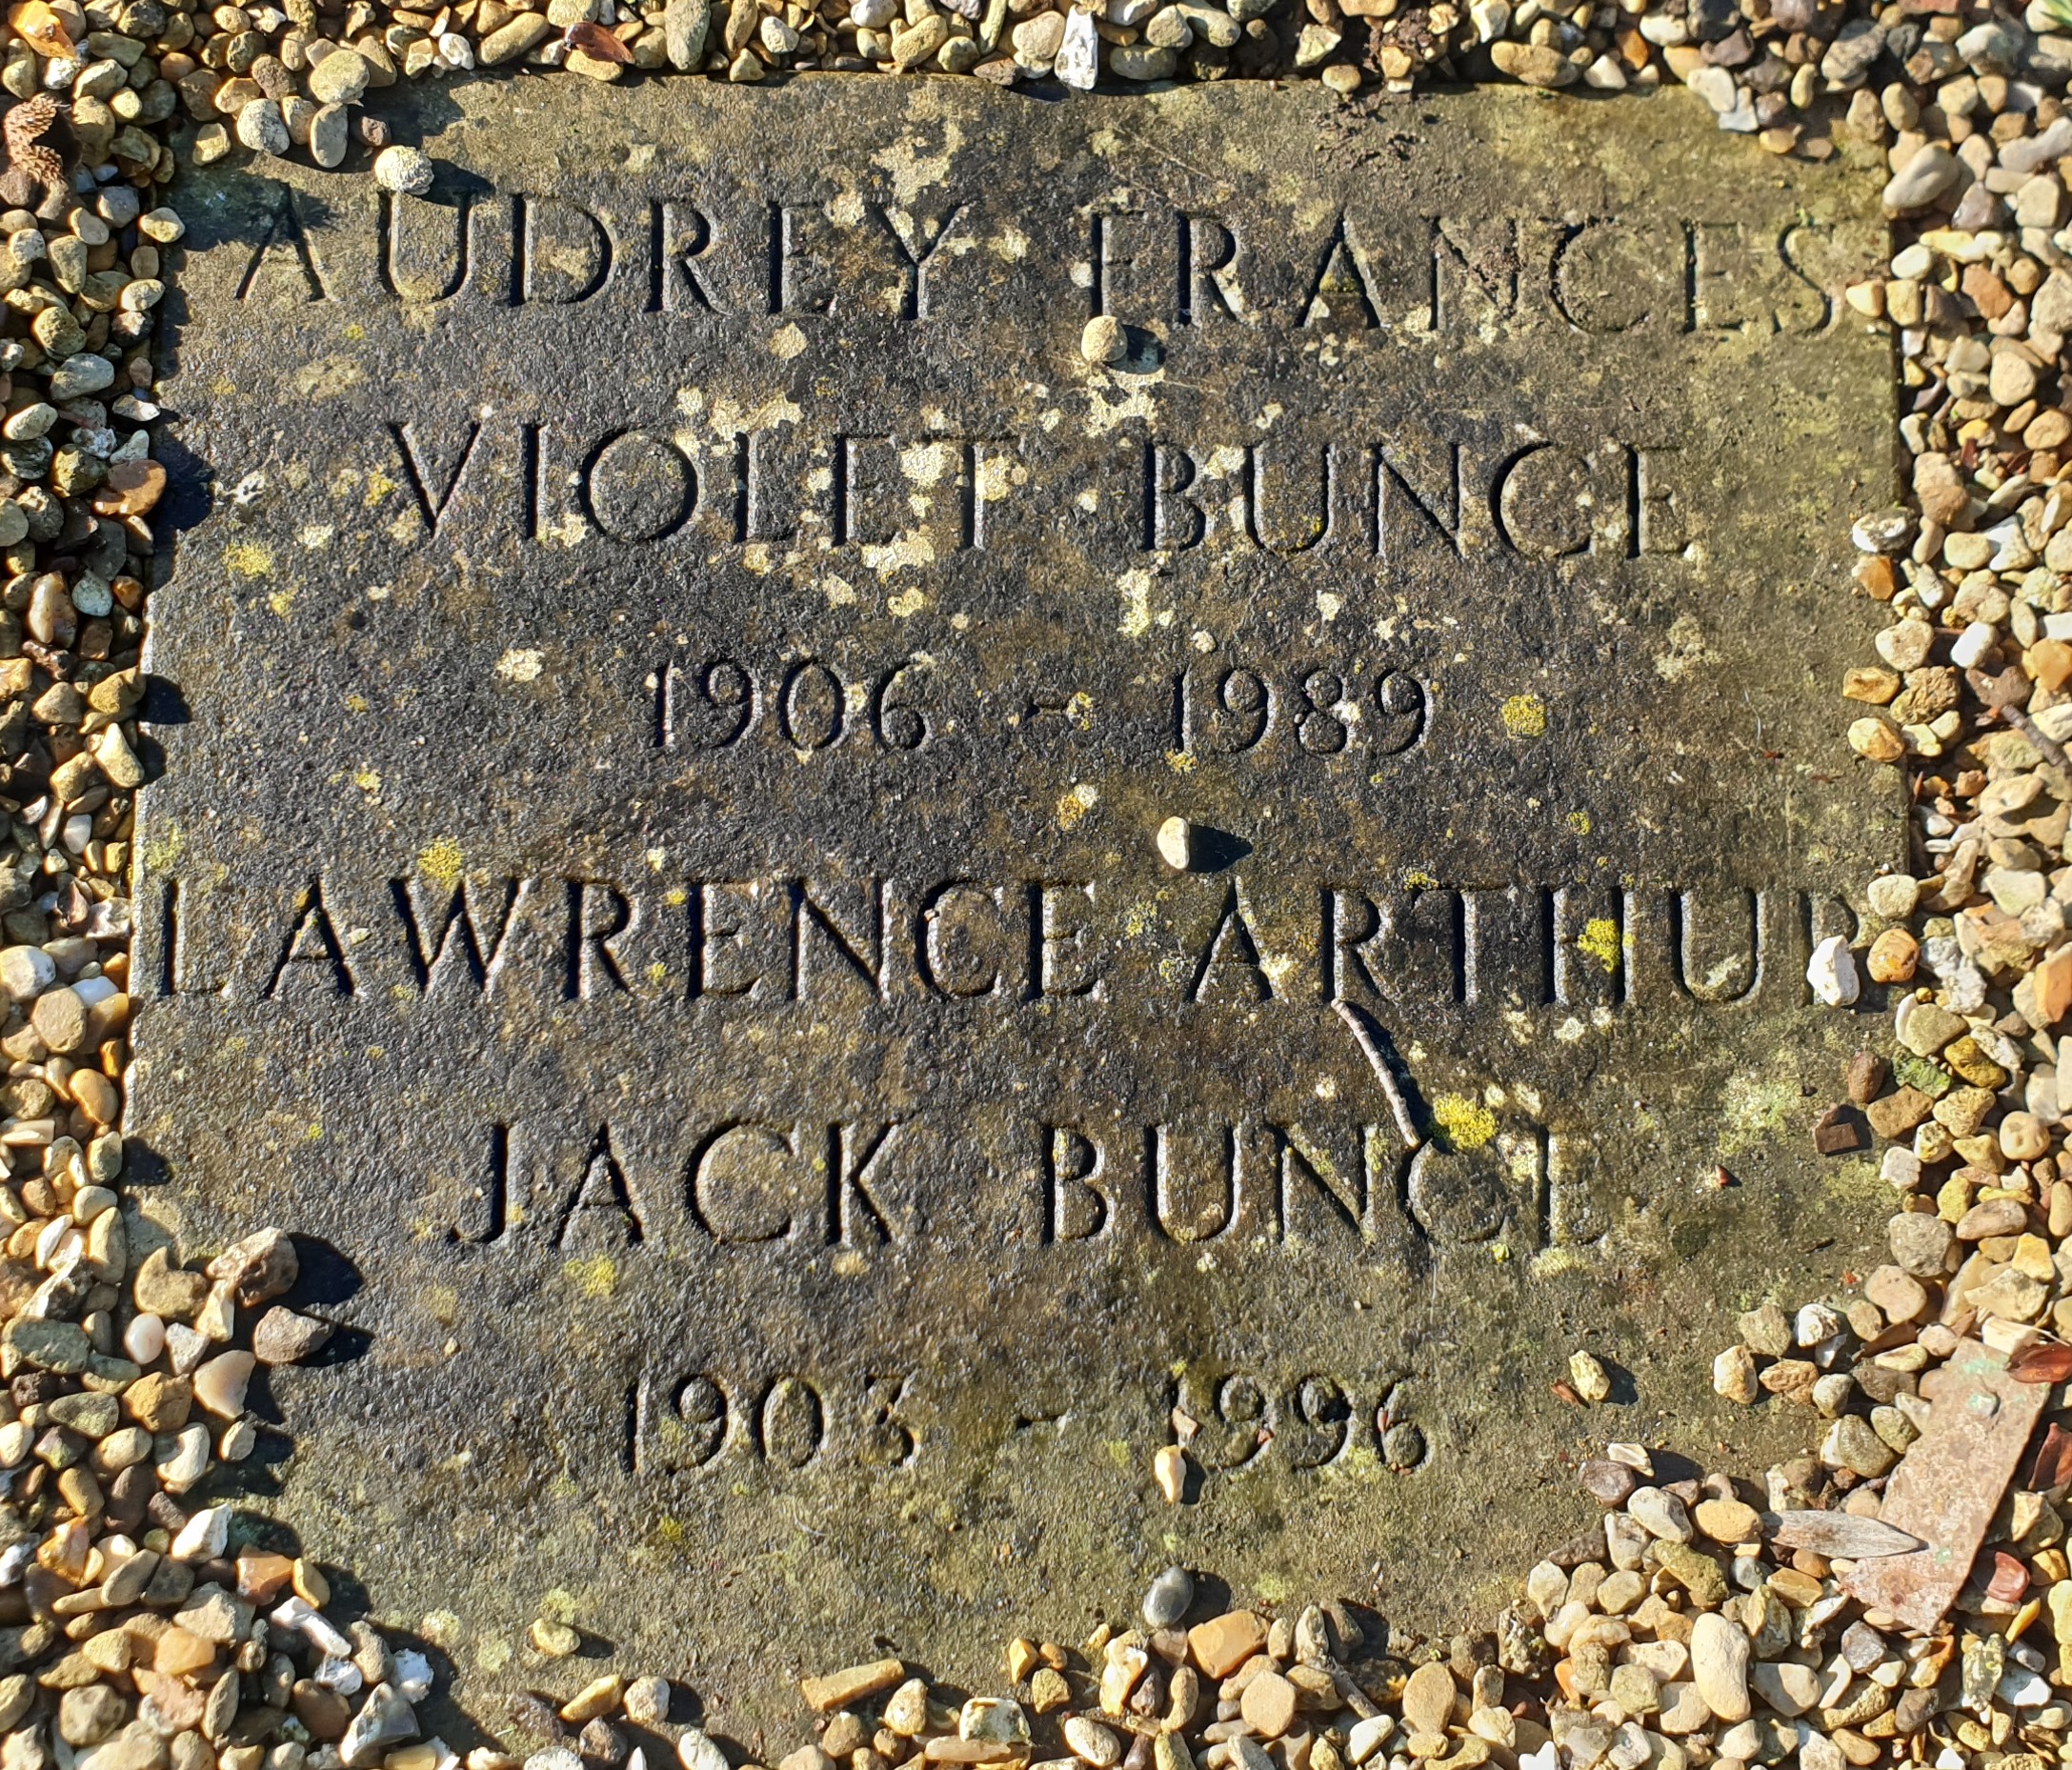 AUDREY FRANCES
VIOLET BUNCE
1906 - 1989
LAWRENCE ARTHUR
JACK BUNCE
1903 - 1996